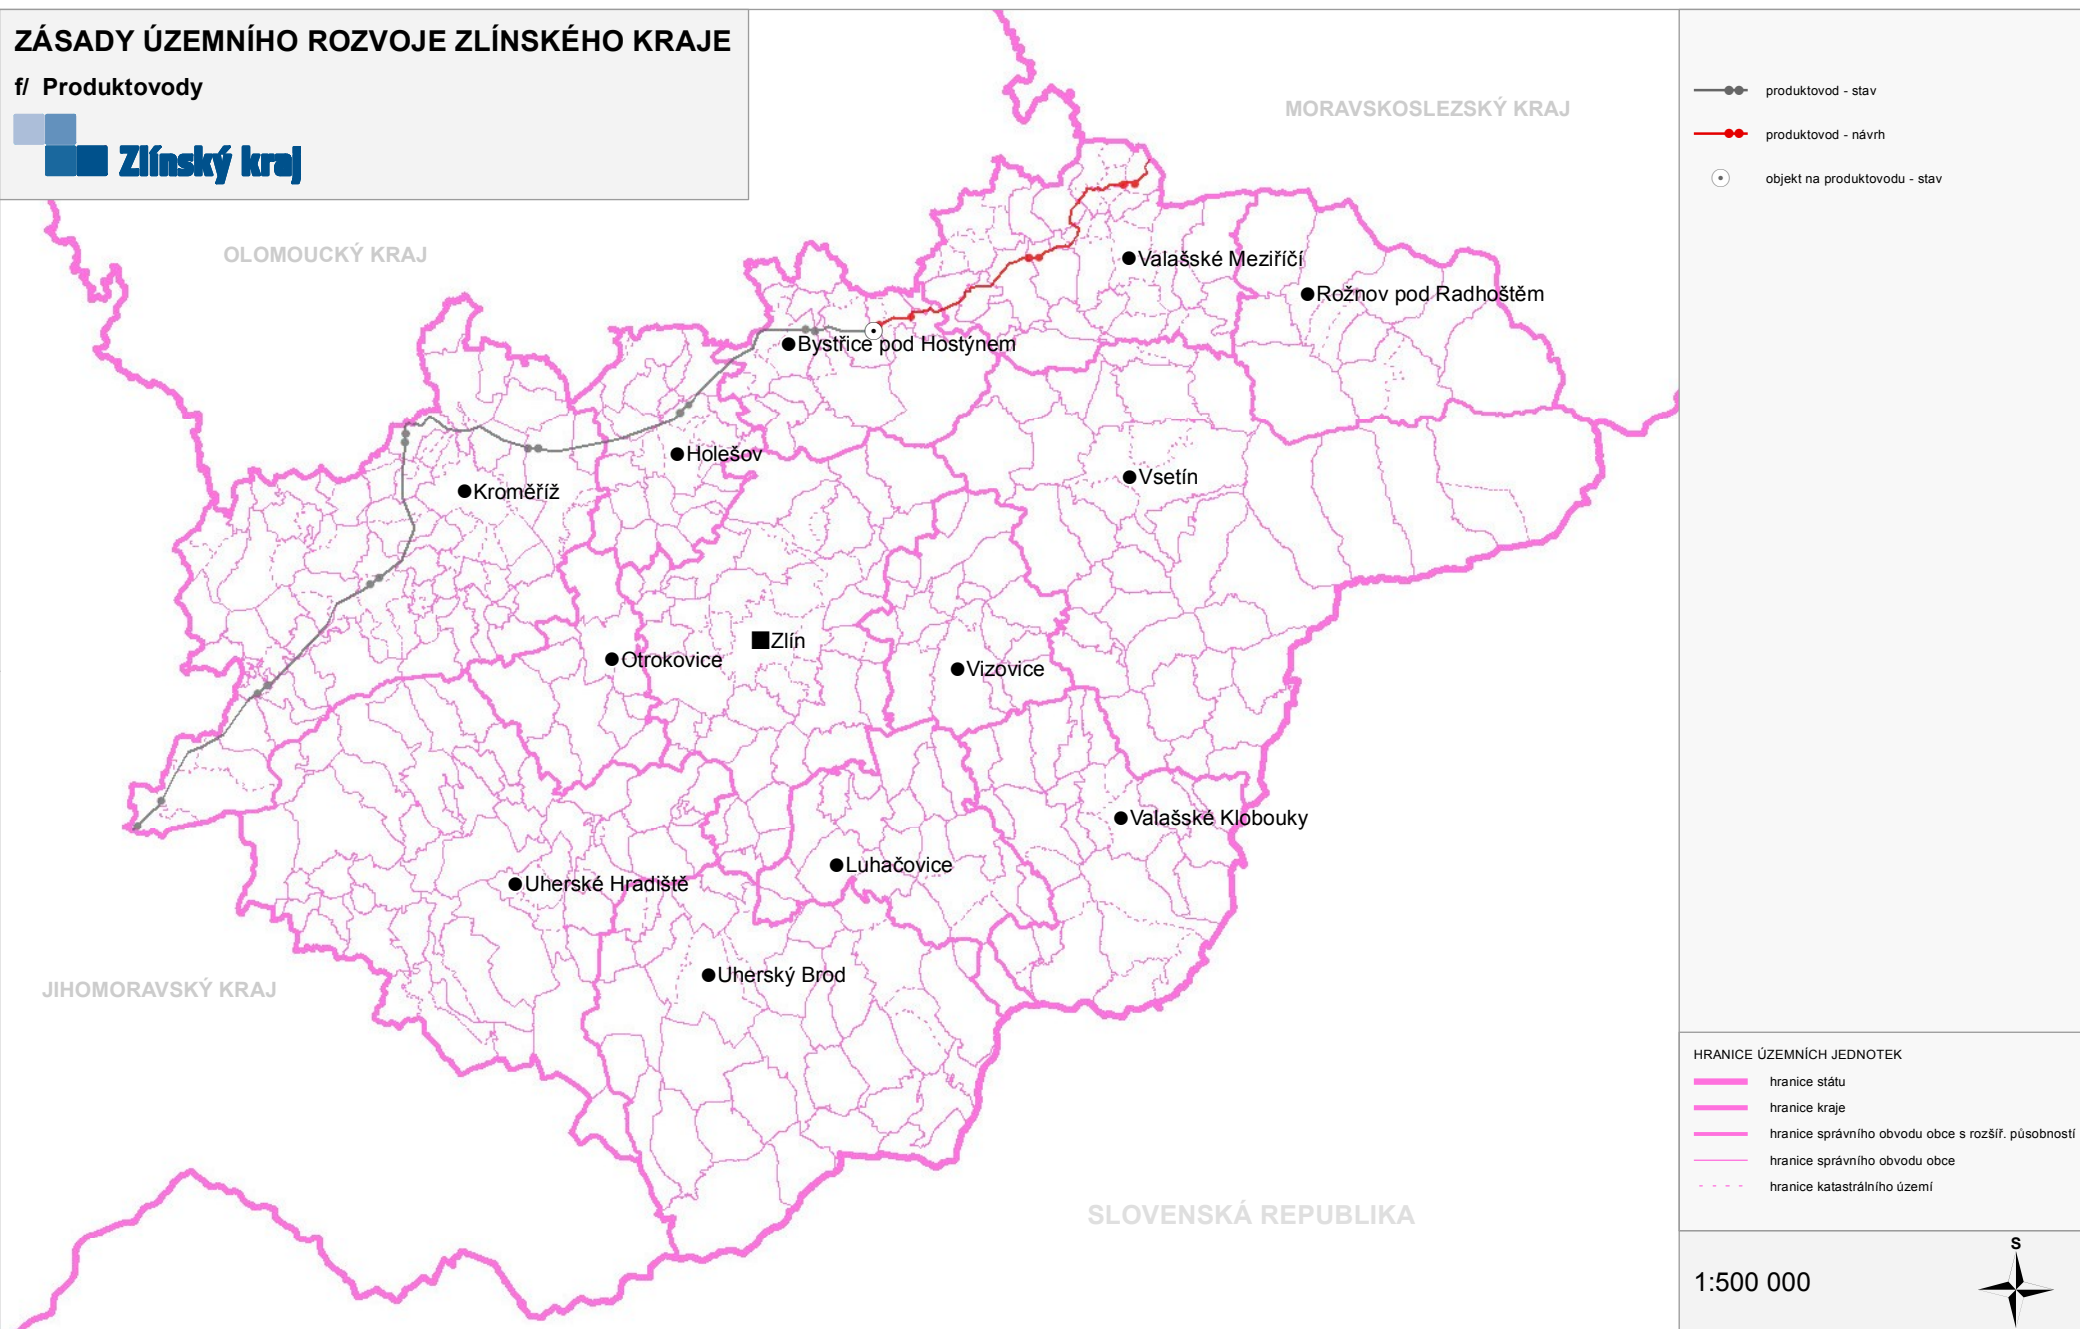 ZÁSADY ÚZEMNÍHO ROZVOJE ZLÍNSKÉHO KRAJE
f/ Produktovody
Zlínský kraj
MORAVSKOSLEZSKÝ KRAJ
OLOMOUCKÝ KRAJ
Valašské Meziříčí
Rožnov pod Radhoštěm
Bystřice pod Hostýnem
Holešov
Vsetín
Kroměříž
Zlín
Otrokovice
Vizovice
Valašské Klobouky
Luhačovice
Uherské Hradiště
Uherský Brod
JIHOMORAVSKÝ KRAJ
SLOVENSKÁ REPUBLIKA
produktovod - stav
produktovod - návrh
objekt na produktovodu - stav
HRANICE ÚZEMNÍCH JEDNOTEK
hranice státu
hranice kraje
hranice správního obvodu obce s rozšíř. působností
hranice správního obvodu obce
hranice katastrálního území
1:500 000
S